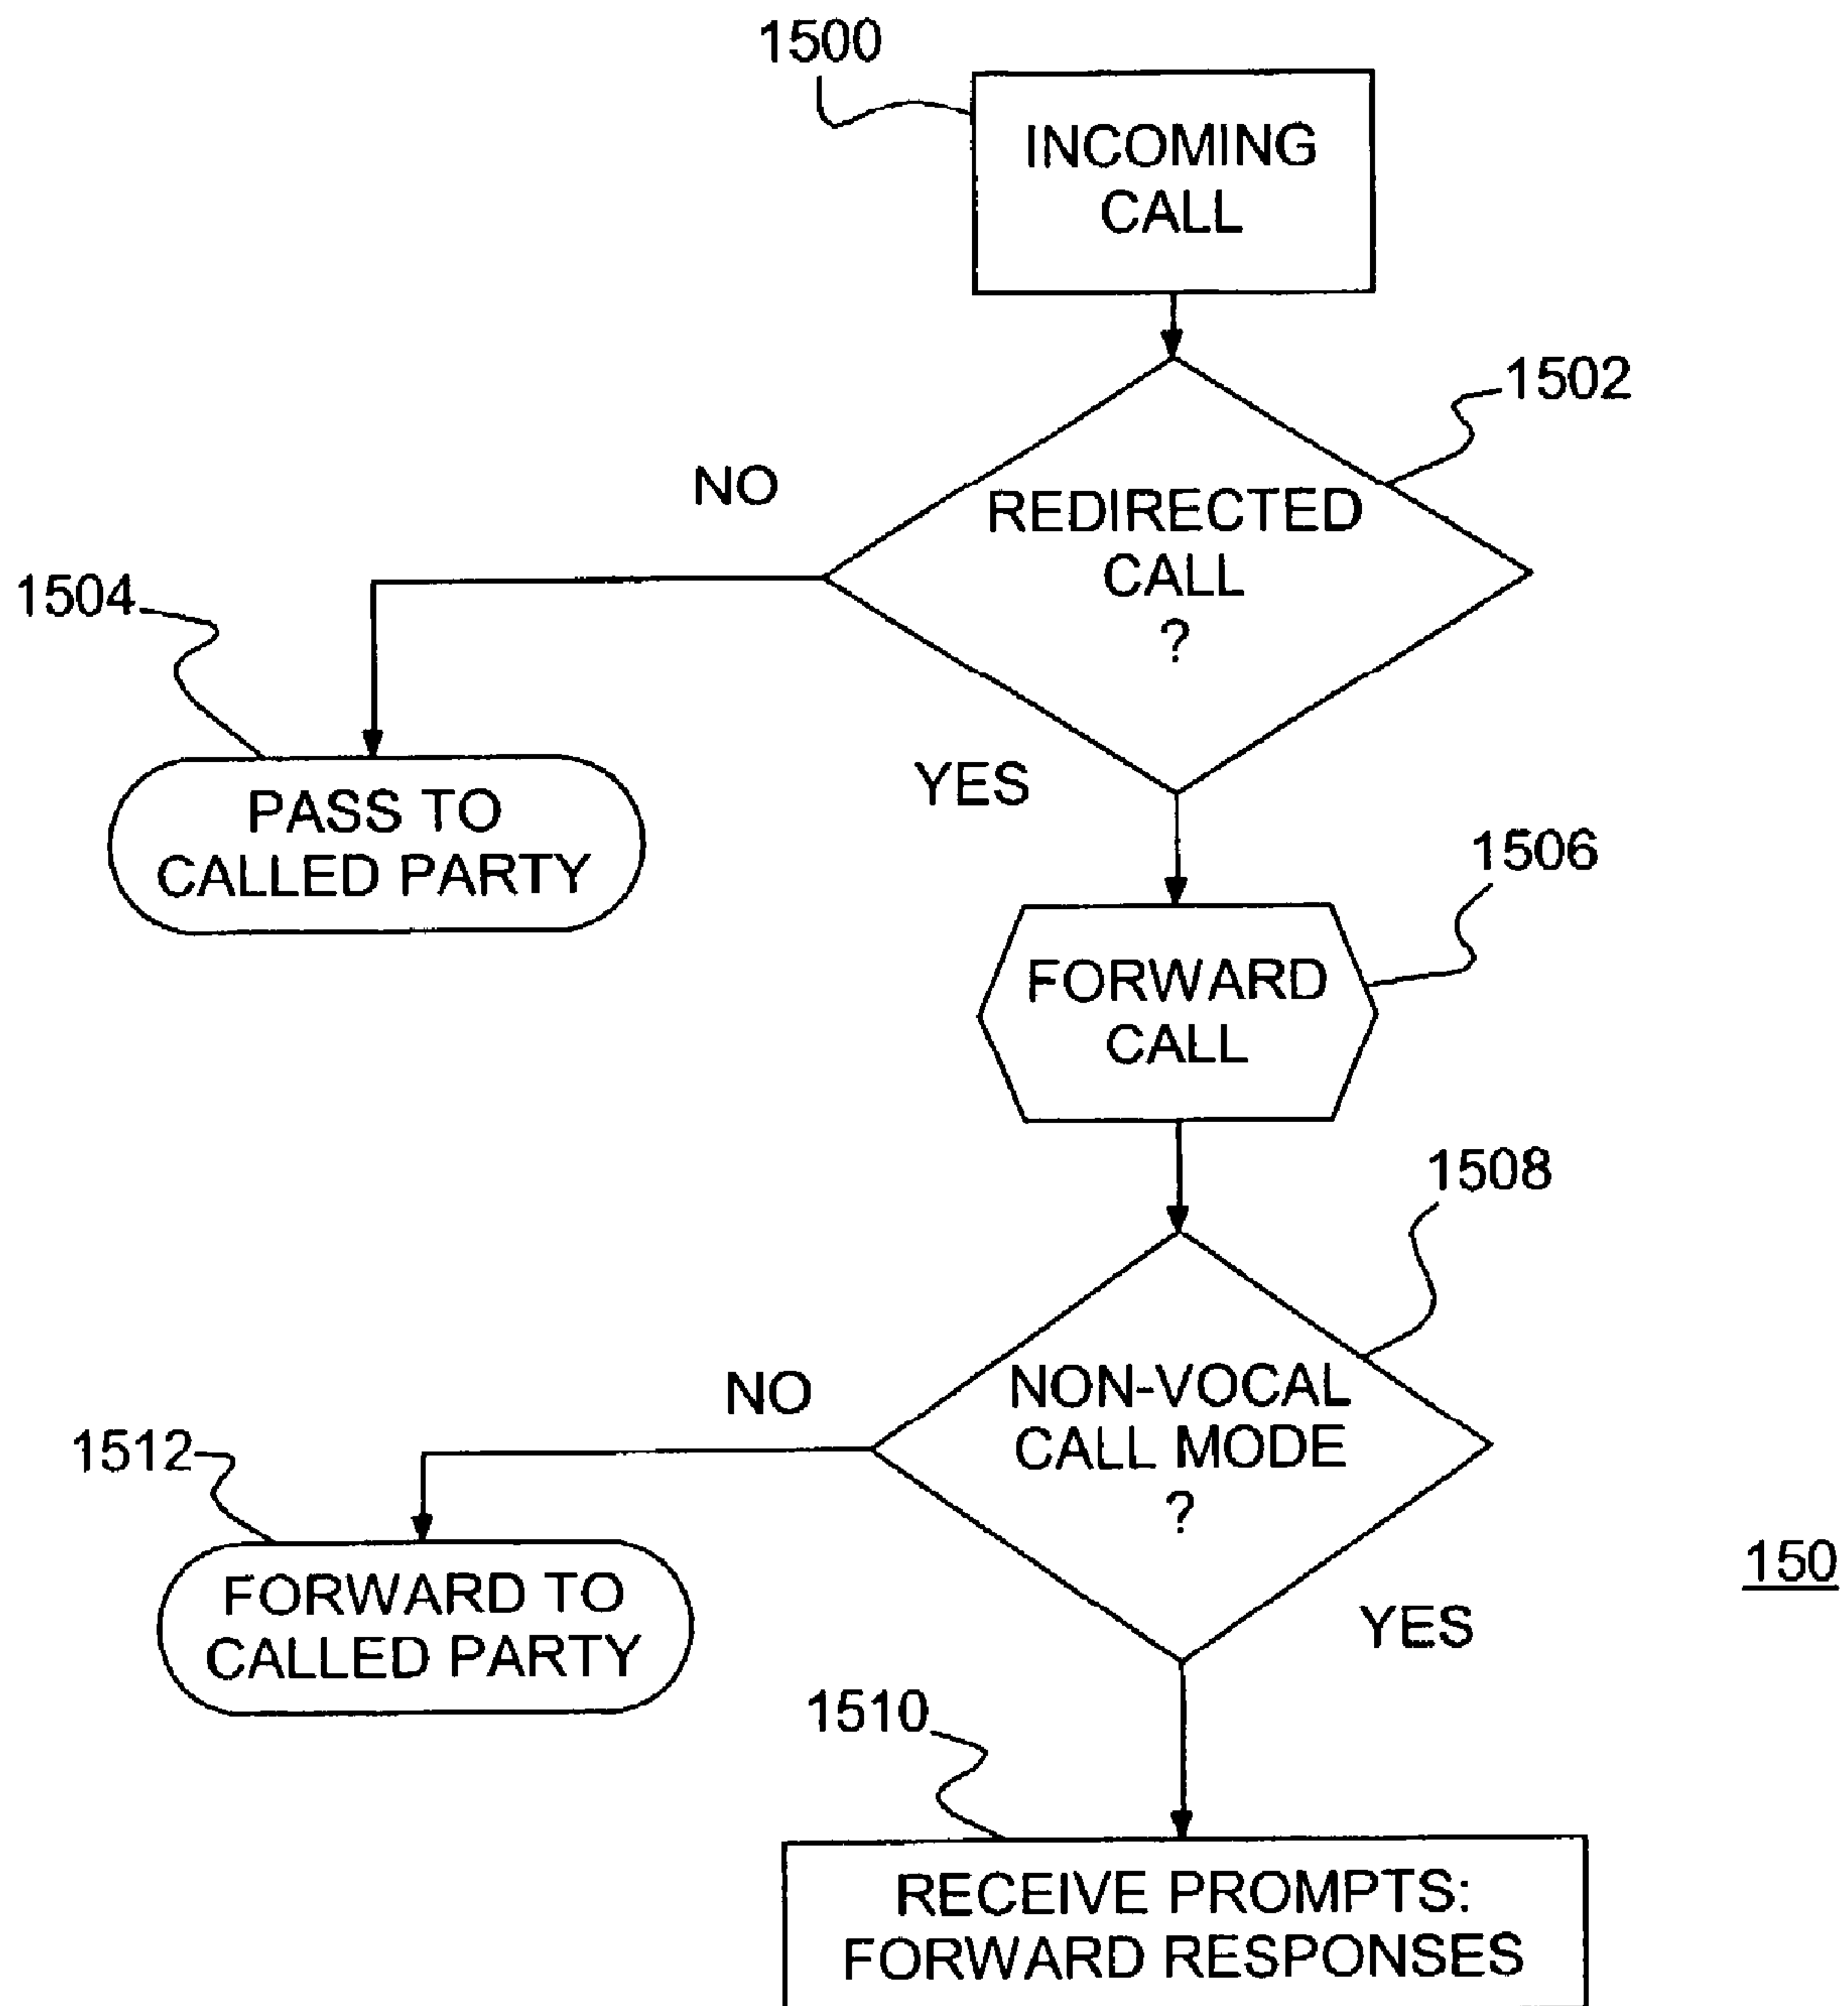 1500
INCOMING
CALL
1502
REDIRECTED
CALL
?
NO
YES
1504
PASS TO
CALLED PARTY
1506
FORWARD
CALL
1508
NON-VOCAL
CALL MODE
?
NO
YES
1512
FORWARD TO
CALLED PARTY
150
1510
RECEIVE PROMPTS:
FORWARD RESPONSES